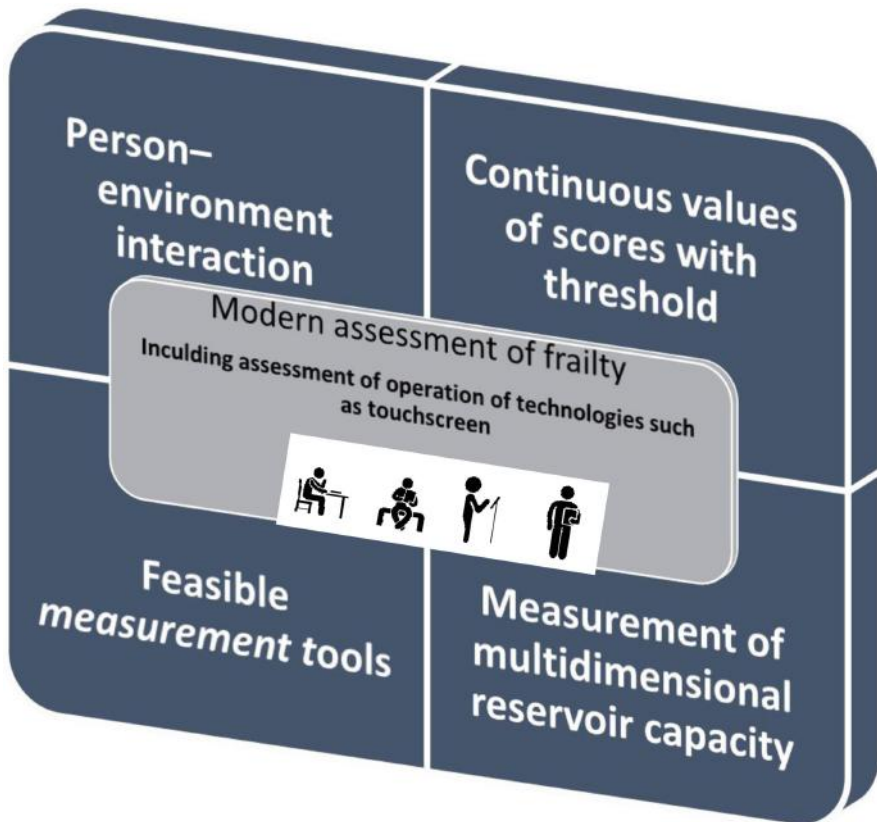 Person–
environment
interaction
Continuous values
of scores with
threshold
Modern assessment of frailty
Inculding assessment of operation of technologies such
as touchscreen
Feasible
measurement tools
Measurement of
multidimensional
reservoir capacity